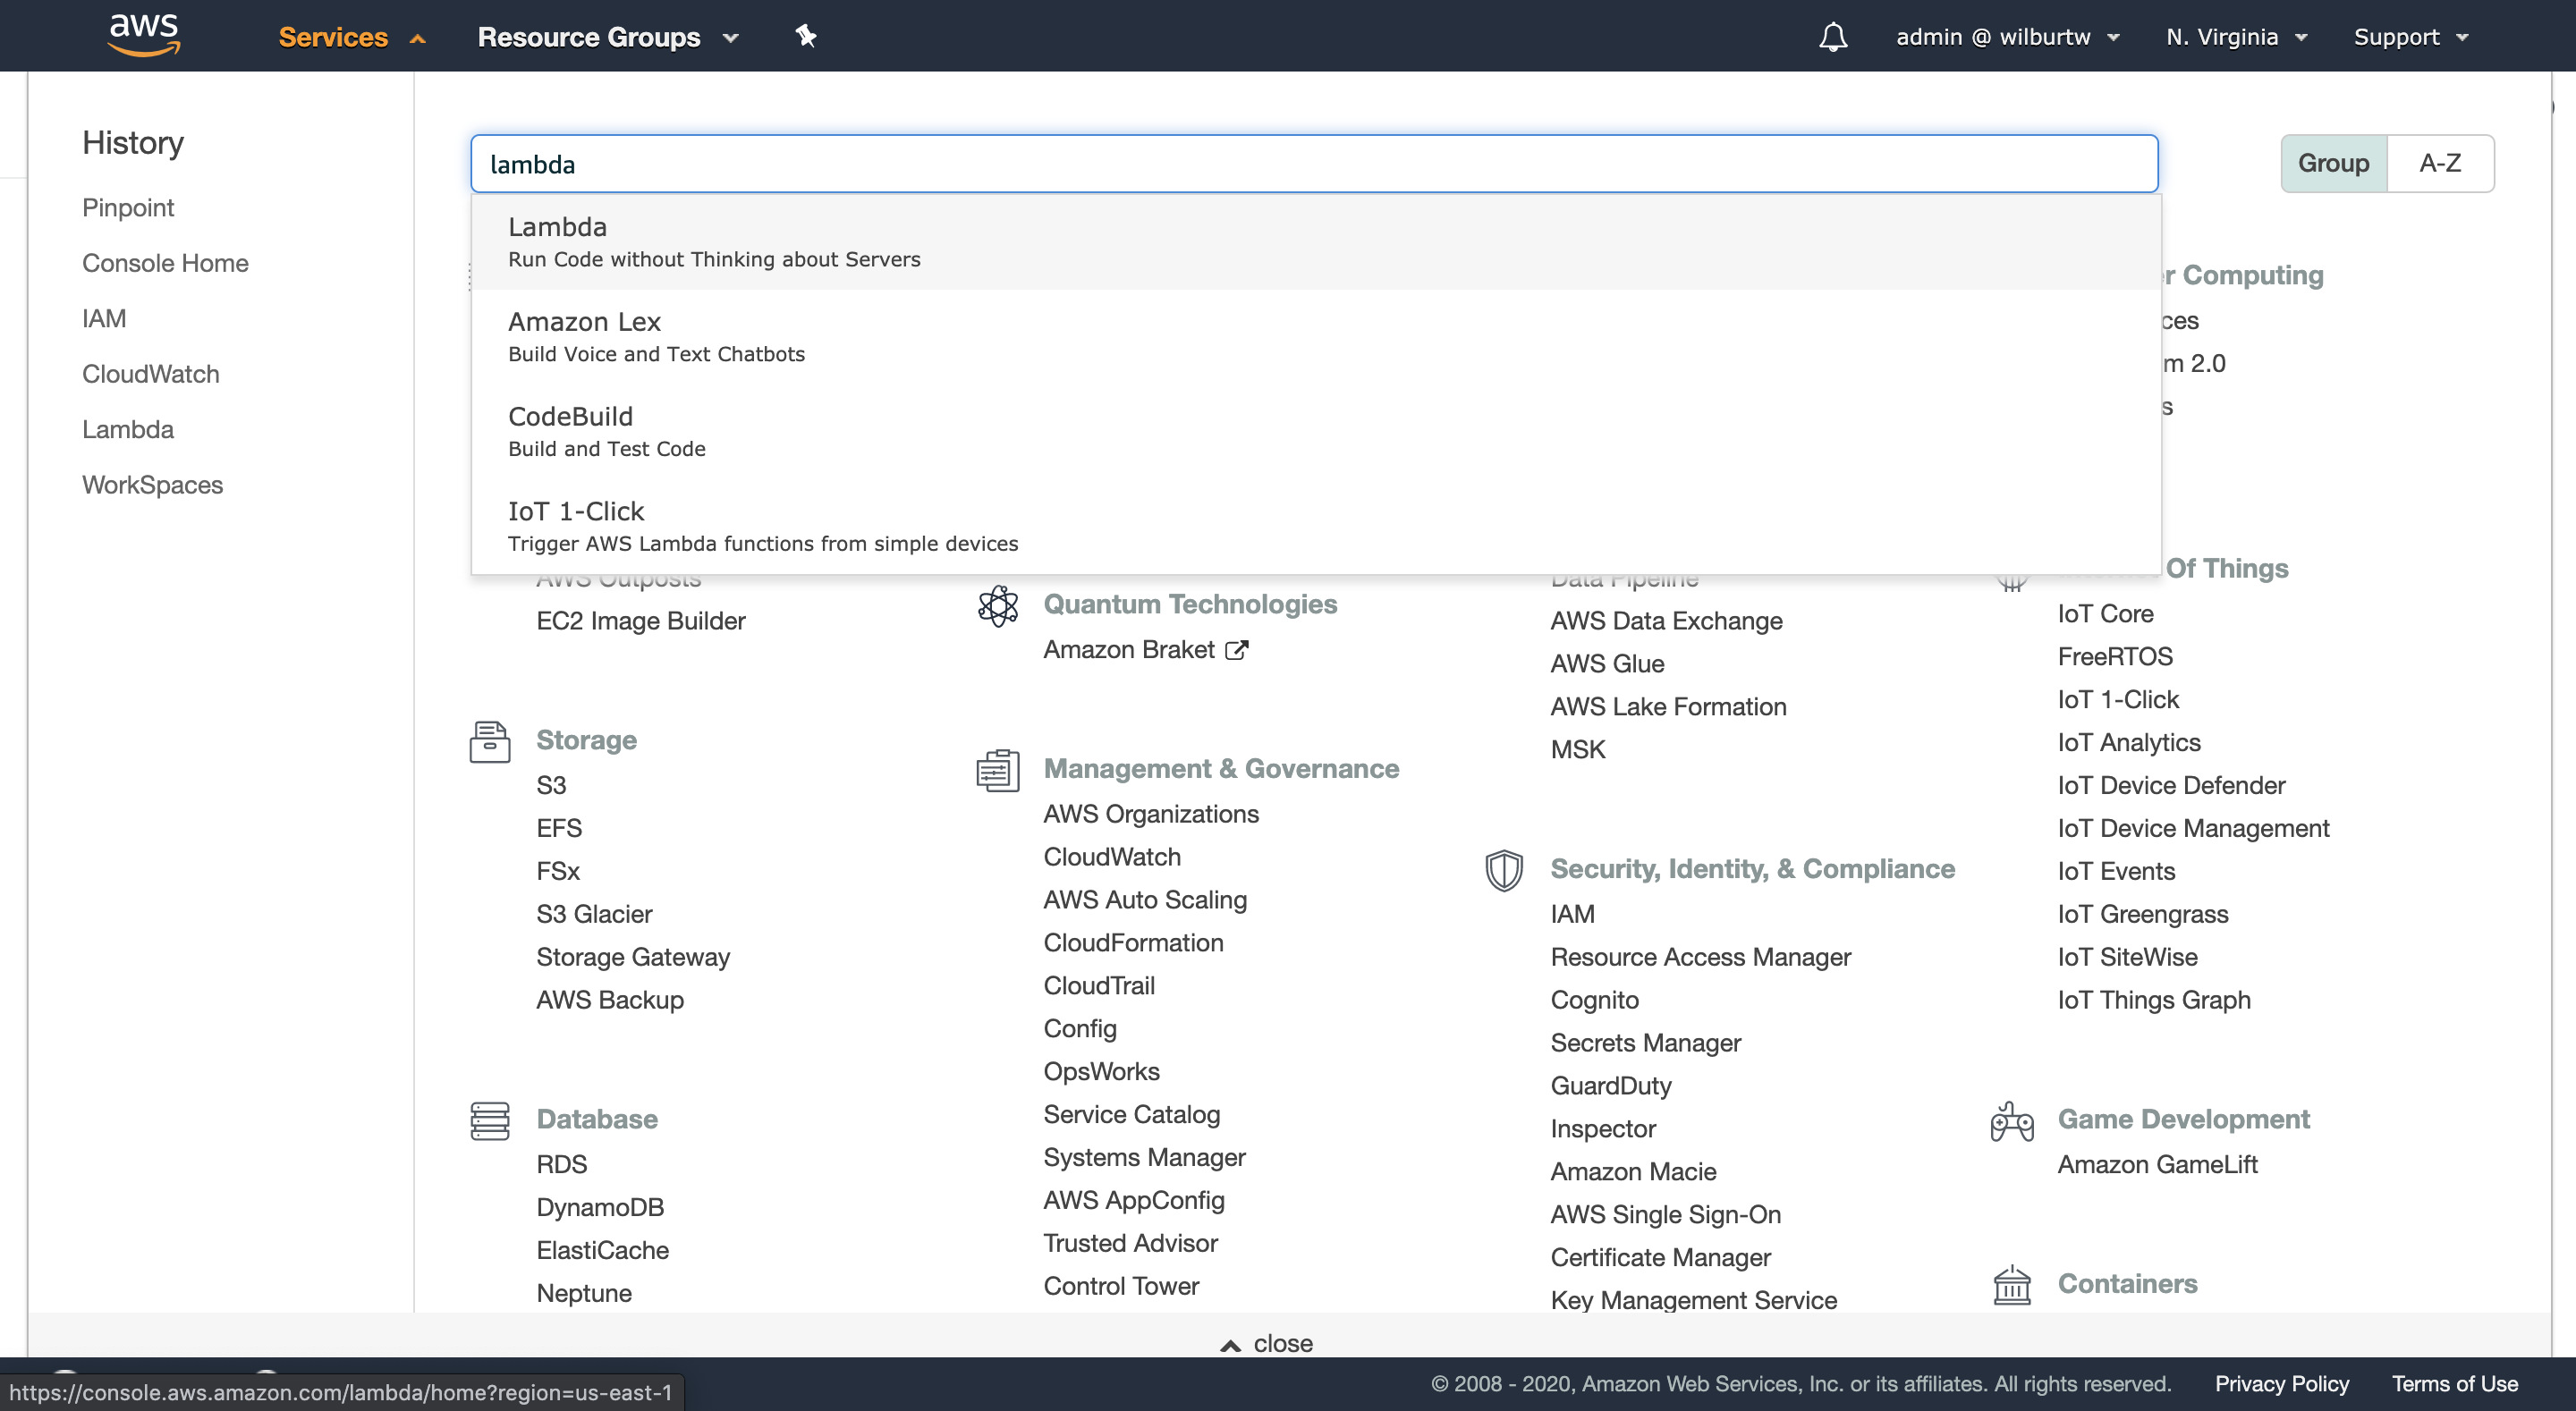 aws
Services
Resource Groups
admin @ wilburtw
N. Virginia
Support
History
Pinpoint
Console Home
IAM
CloudWatch
Lambda
WorkSpaces
lambda
Group
A-Z
Lambda
Run Code without Thinking about Servers
Amazon Lex
Build Voice and Text Chatbots
CodeBuild
Build and Test Code
IoT 1-Click
Trigger AWS Lambda functions from simple devices
AWS Outposts
EC2 Image Builder
Storage
S3
EFS
FSx
S3 Glacier
Storage Gateway
AWS Backup
Database
RDS
DynamoDB
ElastiCache
Neptune
Quantum Technologies
Amazon Braket
Management & Governance
AWS Organizations
CloudWatch
AWS Auto Scaling
CloudFormation
CloudTrail
Config
OpsWorks
Service Catalog
Systems Manager
AWS AppConfig
Trusted Advisor
Control Tower
Data Pipeline
AWS Data Exchange
AWS Glue
AWS Lake Formation
MSK
Security, Identity, & Compliance
IAM
Resource Access Manager
Cognito
Secrets Manager
GuardDuty
Inspector
Amazon Macie
AWS Single Sign-On
Certificate Manager
Key Management Service
r Computing
ces
m 2.0
s
Of Things
IoT Core
FreeRTOS
IoT 1-Click
IoT Analytics
IoT Device Defender
IoT Device Management
IoT Events
IoT Greengrass
IoT SiteWise
IoT Things Graph
Game Development
Amazon GameLift
Containers
close
https://console.aws.amazon.com/lambda/home?region=us-east-1
© 2008 - 2020, Amazon Web Services, Inc. or its affiliates. All rights reserved.
Privacy Policy
Terms of Use